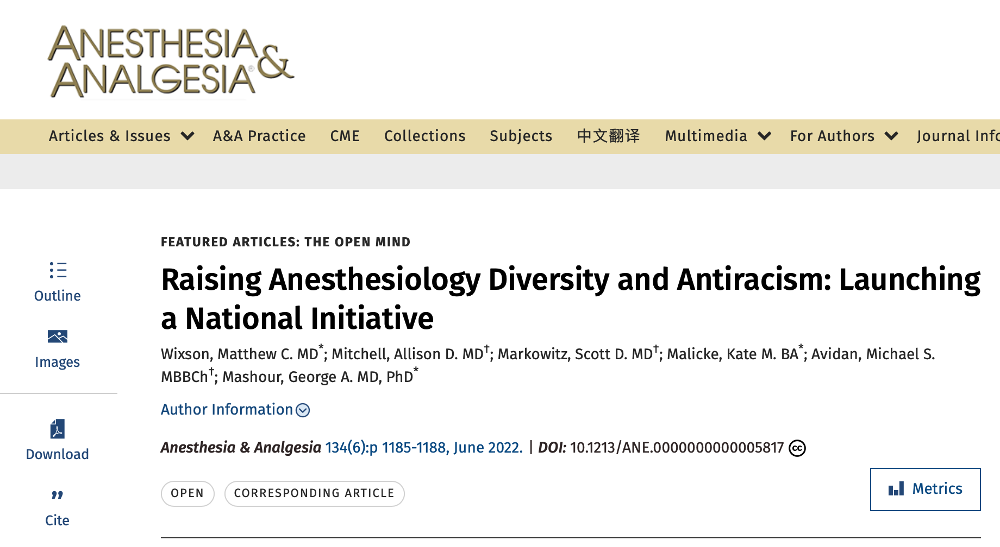 ANESTHESIA &
ANALGESIA®
Articles & Issues A&A Practice CME Collections Subjects 中文翻译 Multimedia For Authors Journal Info
FEATURED ARTICLES: THE OPEN MIND
Raising Anesthesiology Diversity and Antiracism: Launching
a National Initiative
Wixson, Matthew C. MD*; Mitchell, Allison D. MD†; Markowitz, Scott D. MD†; Malicke, Kate M. BA*; Avidan, Michael S.
MBBCh†; Mashour, George A. MD, PhD*
Author Information
Anesthesia & Analgesia 134(6):p 1185-1188, June 2022. | DOI: 10.1213/ANE.0000000000005817 cc
OPEN CORRESPONDING ARTICLE
Metrics
Outline
Images
Download
Cite